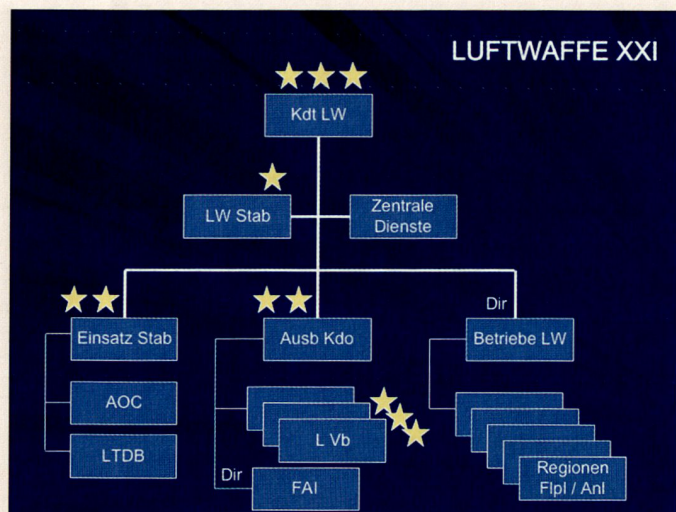 LUFTWAFFE XXI
Kdt LW
LW Stab
Zentrale
Dienste
Einsatz Stab
Ausb Kdo
Dir
Betriebe LW
AOC
LTDB
L Vb
Dir
FAI
Regionen
Flpl / Anl